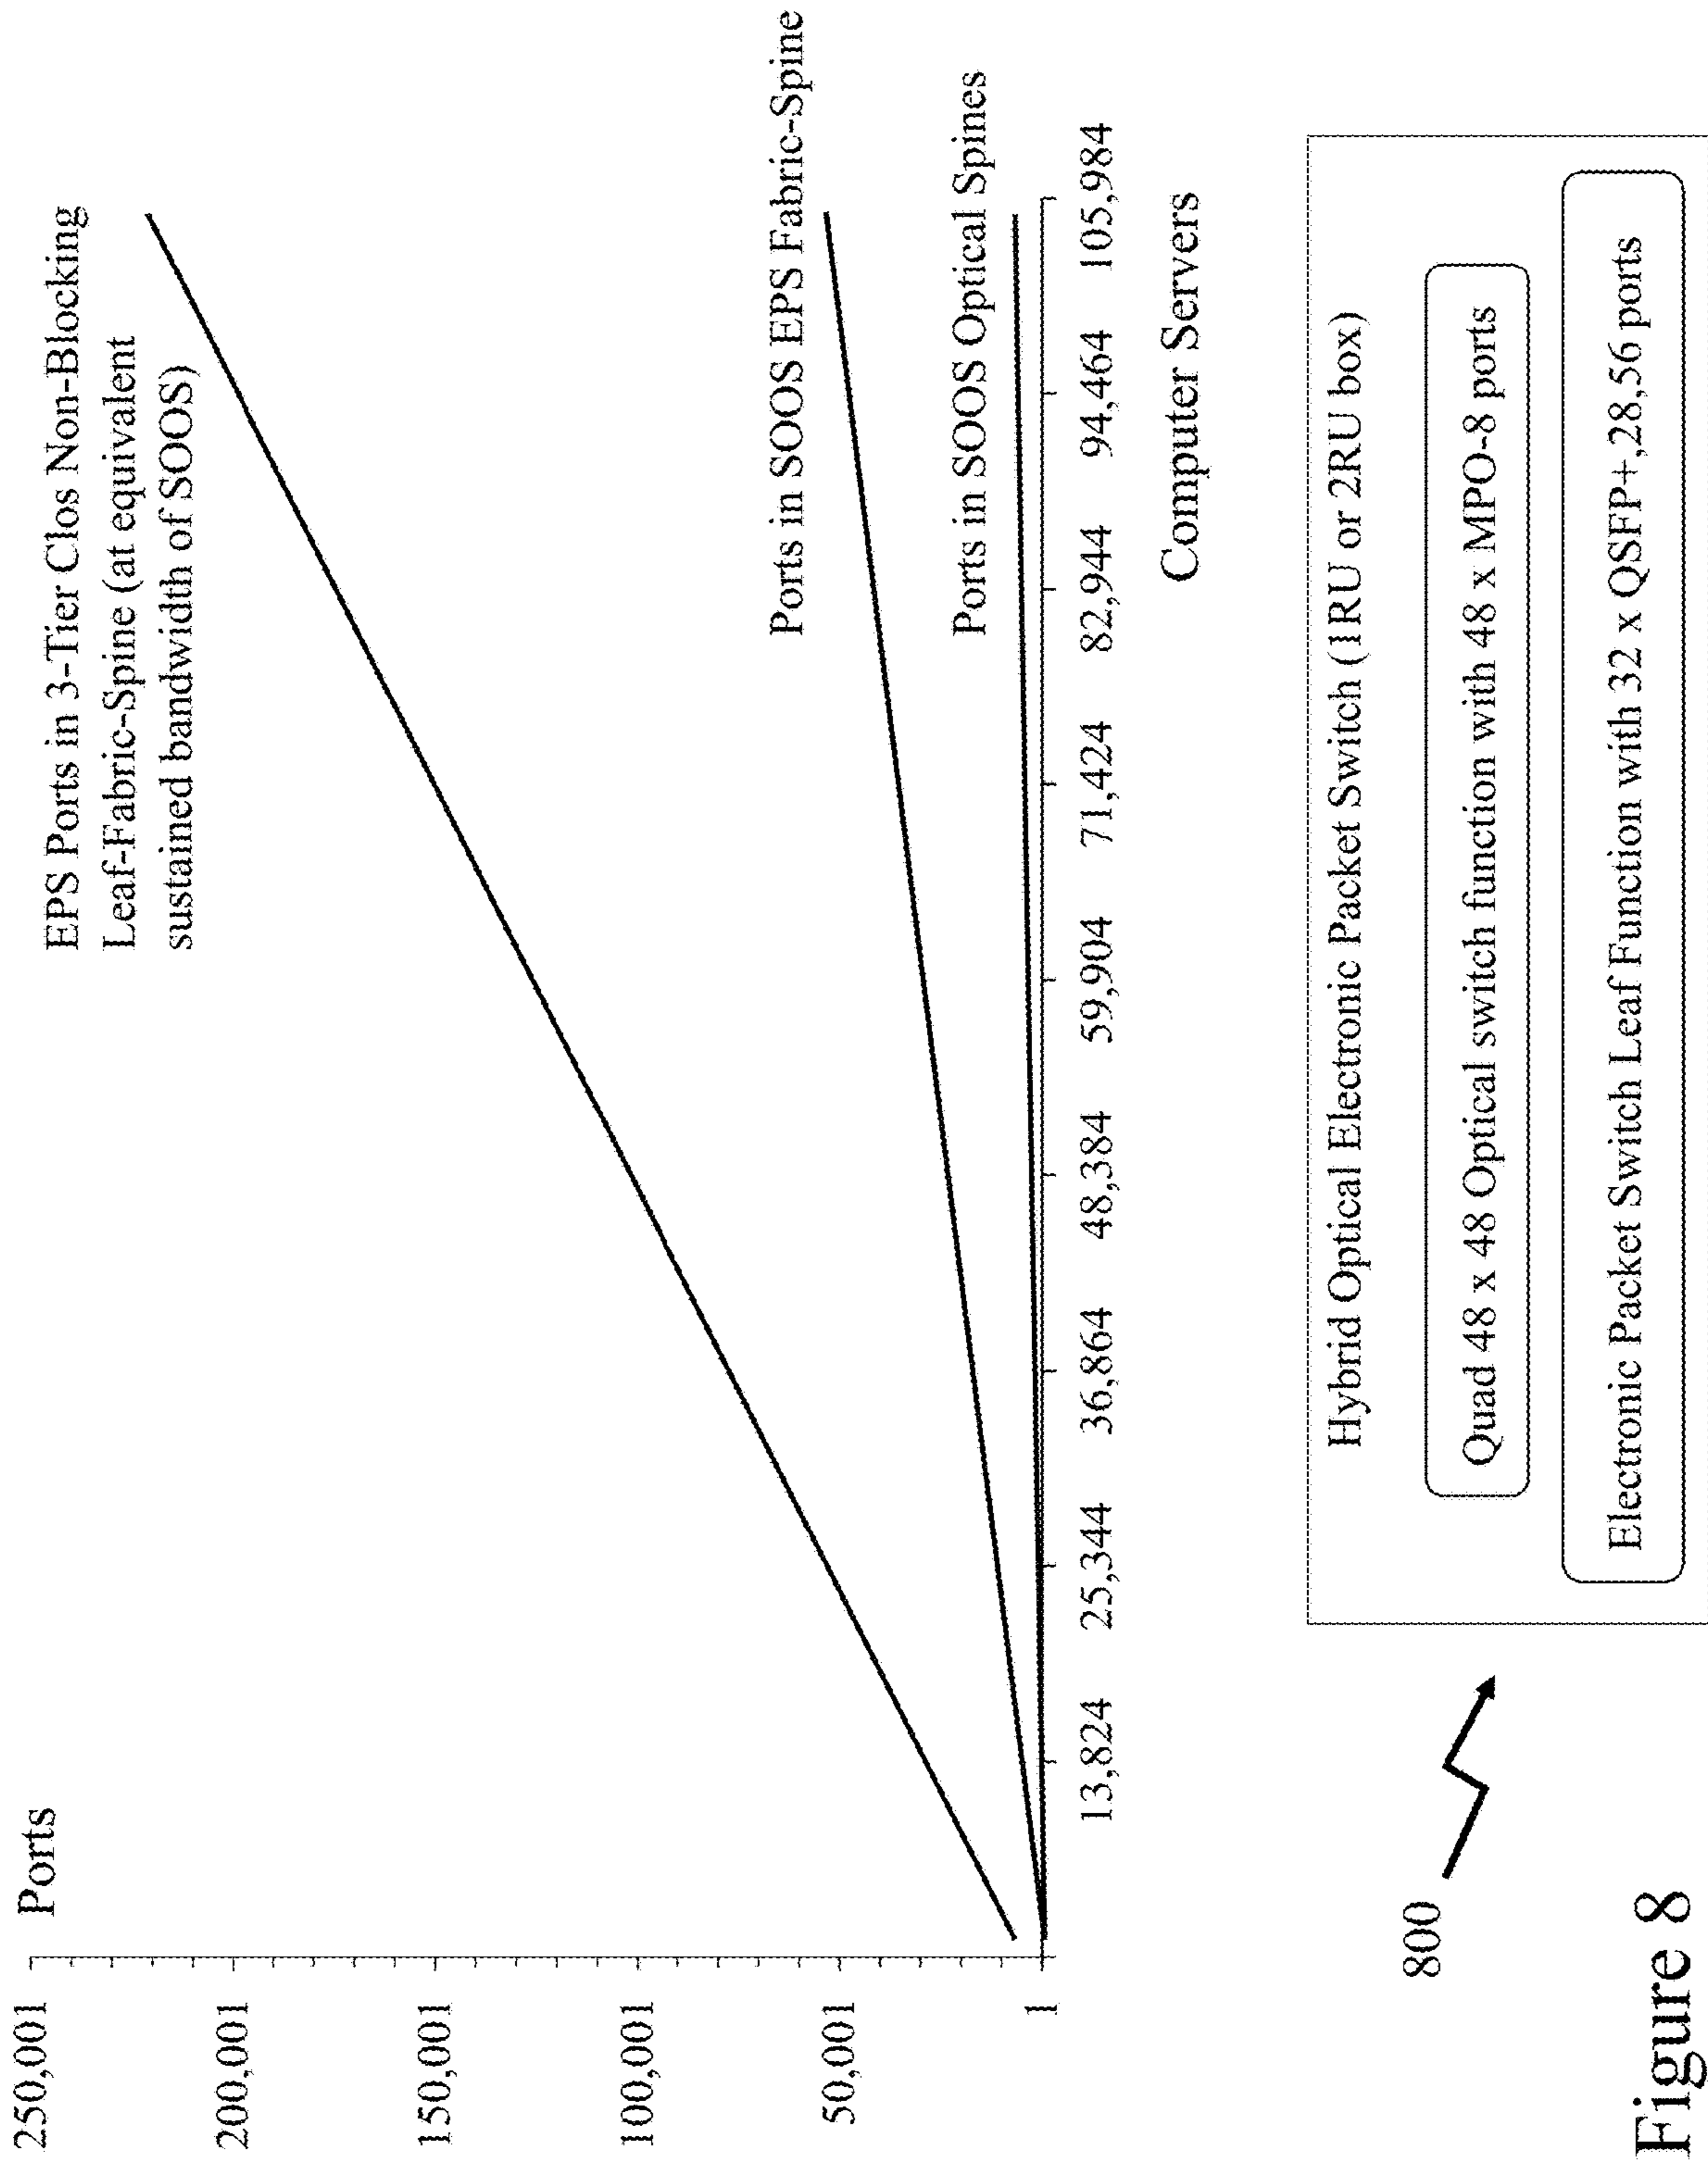 Ports
250,001
200,001
150,001
100,001
50,001
1
EPS Ports in 3-Tier Clos Non-Blocking
Leaf-Fabric-Spine (at equivalent
sustained bandwidth of SOOS)
Ports in SOOS EPS Fabric-Spine
Ports in SOOS Optical Spines
13,824
25,344
36,864
48,384
59,904
71,424
82,944
94,464
105,984
Computer Servers
Hybrid Optical Electronic Packet Switch (1RU or 2RU box)
Quad 48 x 48 Optical switch function with 48 x MPO-8 ports
Electronic Packet Switch Leaf Function with 32 x QSFP+,28,56 ports
800
Figure 8